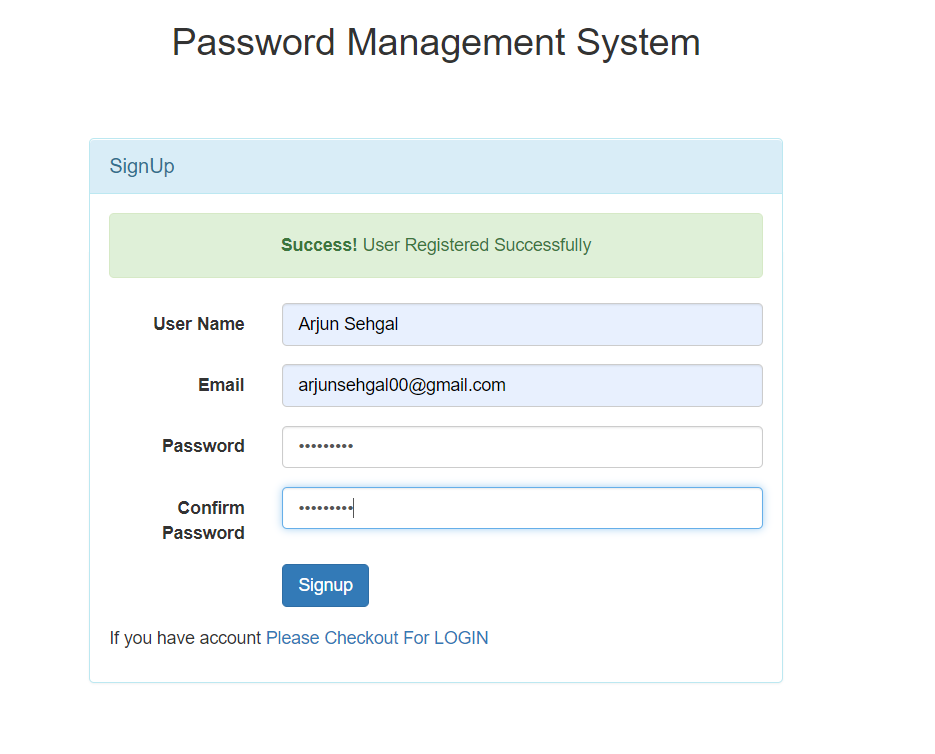 Password Management System
SignUp
Success! User Registered Successfully
User Name
Arjun Sehgal
Email
arjunsehgal00@gmail.com
Password
•••••••••
Confirm
Password
•••••••••
Signup
If you have account Please Checkout For LOGIN